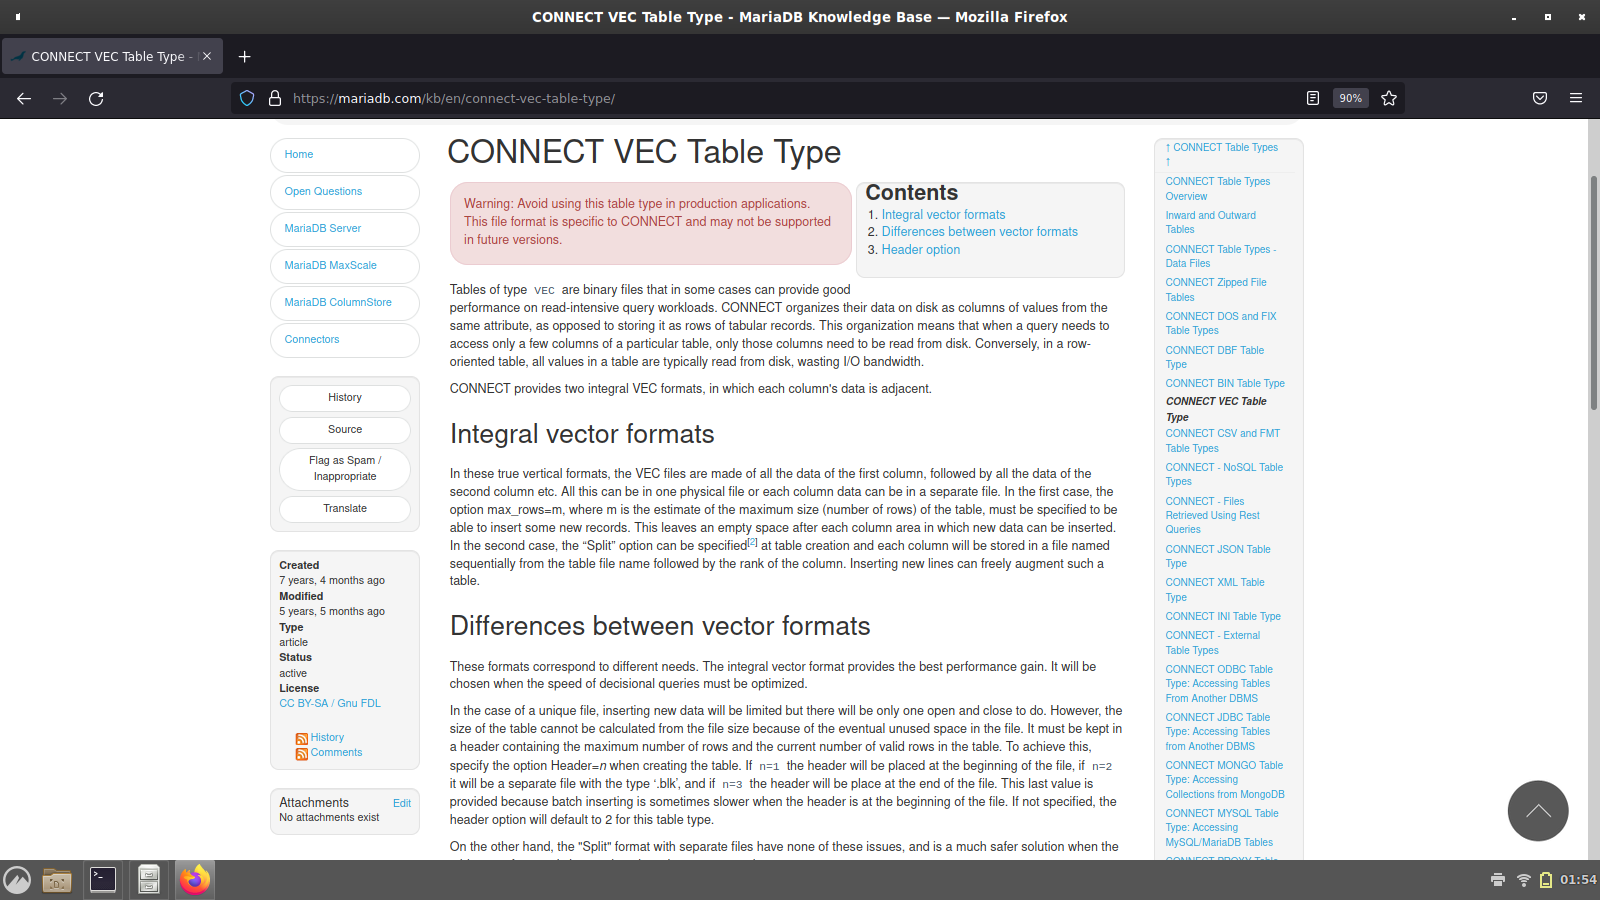 CONNECT VEC Table Type - MariaDB Knowledge Base — Mozilla Firefox
CONNECT VEC Table Type -
https://mariadb.com/kb/en/connect-vec-table-type/
90%
Home
Open Questions
MariaDB Server
MariaDB MaxScale
MariaDB ColumnStore
Connectors
History
Source
Flag as Spam /
Inappropriate
Translate
Created
7 years, 4 months ago
Modified
5 years, 5 months ago
Type
article
Status
active
License
CC BY-SA / Gnu FDL
History
Comments
Attachments
Edit
No attachments exist
CONNECT VEC Table Type
Warning: Avoid using this table type in production applications.
This file format is specific to CONNECT and may not be supported
in future versions.
Contents
1. Integral vector formats
2. Differences between vector formats
3. Header option
Tables of type VEC are binary files that in some cases can provide good
performance on read-intensive query workloads. CONNECT organizes their data on disk as columns of values from the
same attribute, as opposed to storing it as rows of tabular records. This organization means that when a query needs to
access only a few columns of a particular table, only those columns need to be read from disk. Conversely, in a row-
oriented table, all values in a table are typically read from disk, wasting I/O bandwidth.
CONNECT provides two integral VEC formats, in which each column's data is adjacent.
Integral vector formats
In these true vertical formats, the VEC files are made of all the data of the first column, followed by all the data of the
second column etc. All this can be in one physical file or each column data can be in a separate file. In the first case, the
option max_rows=m, where m is the estimate of the maximum size (number of rows) of the table, must be specified to be
able to insert some new records. This leaves an empty space after each column area in which new data can be inserted.
In the second case, the “Split” option can be specified[2] at table creation and each column will be stored in a file named
sequentially from the table file name followed by the rank of the column. Inserting new lines can freely augment such a
table.
Differences between vector formats
These formats correspond to different needs. The integral vector format provides the best performance gain. It will be
chosen when the speed of decisional queries must be optimized.
In the case of a unique file, inserting new data will be limited but there will be only one open and close to do. However, the
size of the table cannot be calculated from the file size because of the eventual unused space in the file. It must be kept in
a header containing the maximum number of rows and the current number of valid rows in the table. To achieve this,
specify the option Header=n when creating the table. If n=1 the header will be placed at the beginning of the file, if n=2
it will be a separate file with the type ‘.blk’, and if n=3 the header will be place at the end of the file. This last value is
provided because batch inserting is sometimes slower when the header is at the beginning of the file. If not specified, the
header option will default to 2 for this table type.
On the other hand, the "Split" format with separate files have none of these issues, and is a much safer solution when the
↑ CONNECT Table Types
↑
CONNECT Table Types
Overview
Inward and Outward
Tables
CONNECT Table Types -
Data Files
CONNECT Zipped File
Tables
CONNECT DOS and FIX
Table Types
CONNECT DBF Table
Type
CONNECT BIN Table Type
CONNECT VEC Table
Type
CONNECT CSV and FMT
Table Types
CONNECT - NoSQL Table
Types
CONNECT - Files
Retrieved Using Rest
Queries
CONNECT JSON Table
Type
CONNECT XML Table
Type
CONNECT INI Table Type
CONNECT - External
Table Types
CONNECT ODBC Table
Type: Accessing Tables
From Another DBMS
CONNECT JDBC Table
Type: Accessing Tables
from Another DBMS
CONNECT MONGO Table
Type: Accessing
Collections from MongoDB
CONNECT MYSQL Table
Type: Accessing
MySQL/MariaDB Tables
CONNECT PROXY Table
01:54